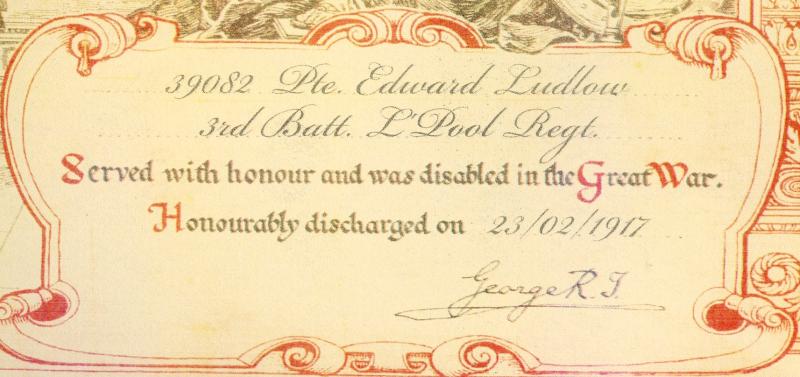 39082 Pte. Edward Ludlow
3rd Batt. L'Pool Regt.
Served with honour and was disabled in the Great War.
Honourably discharged on 23/02/1917
George R.I.